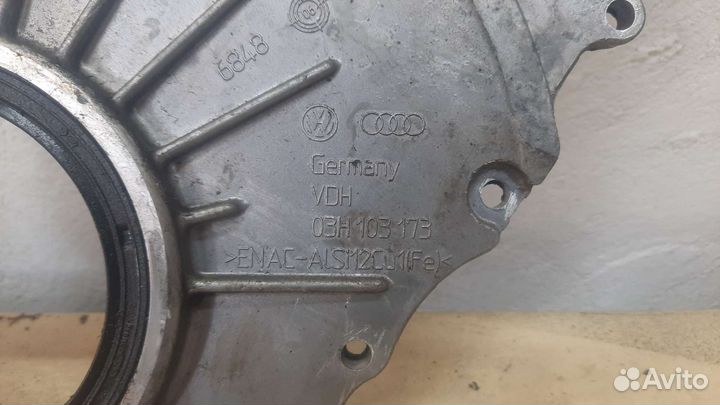 6848
Germany
VDH
03H 103 173
>ENAC-AlSi12Cu1(Fe)<
Avito